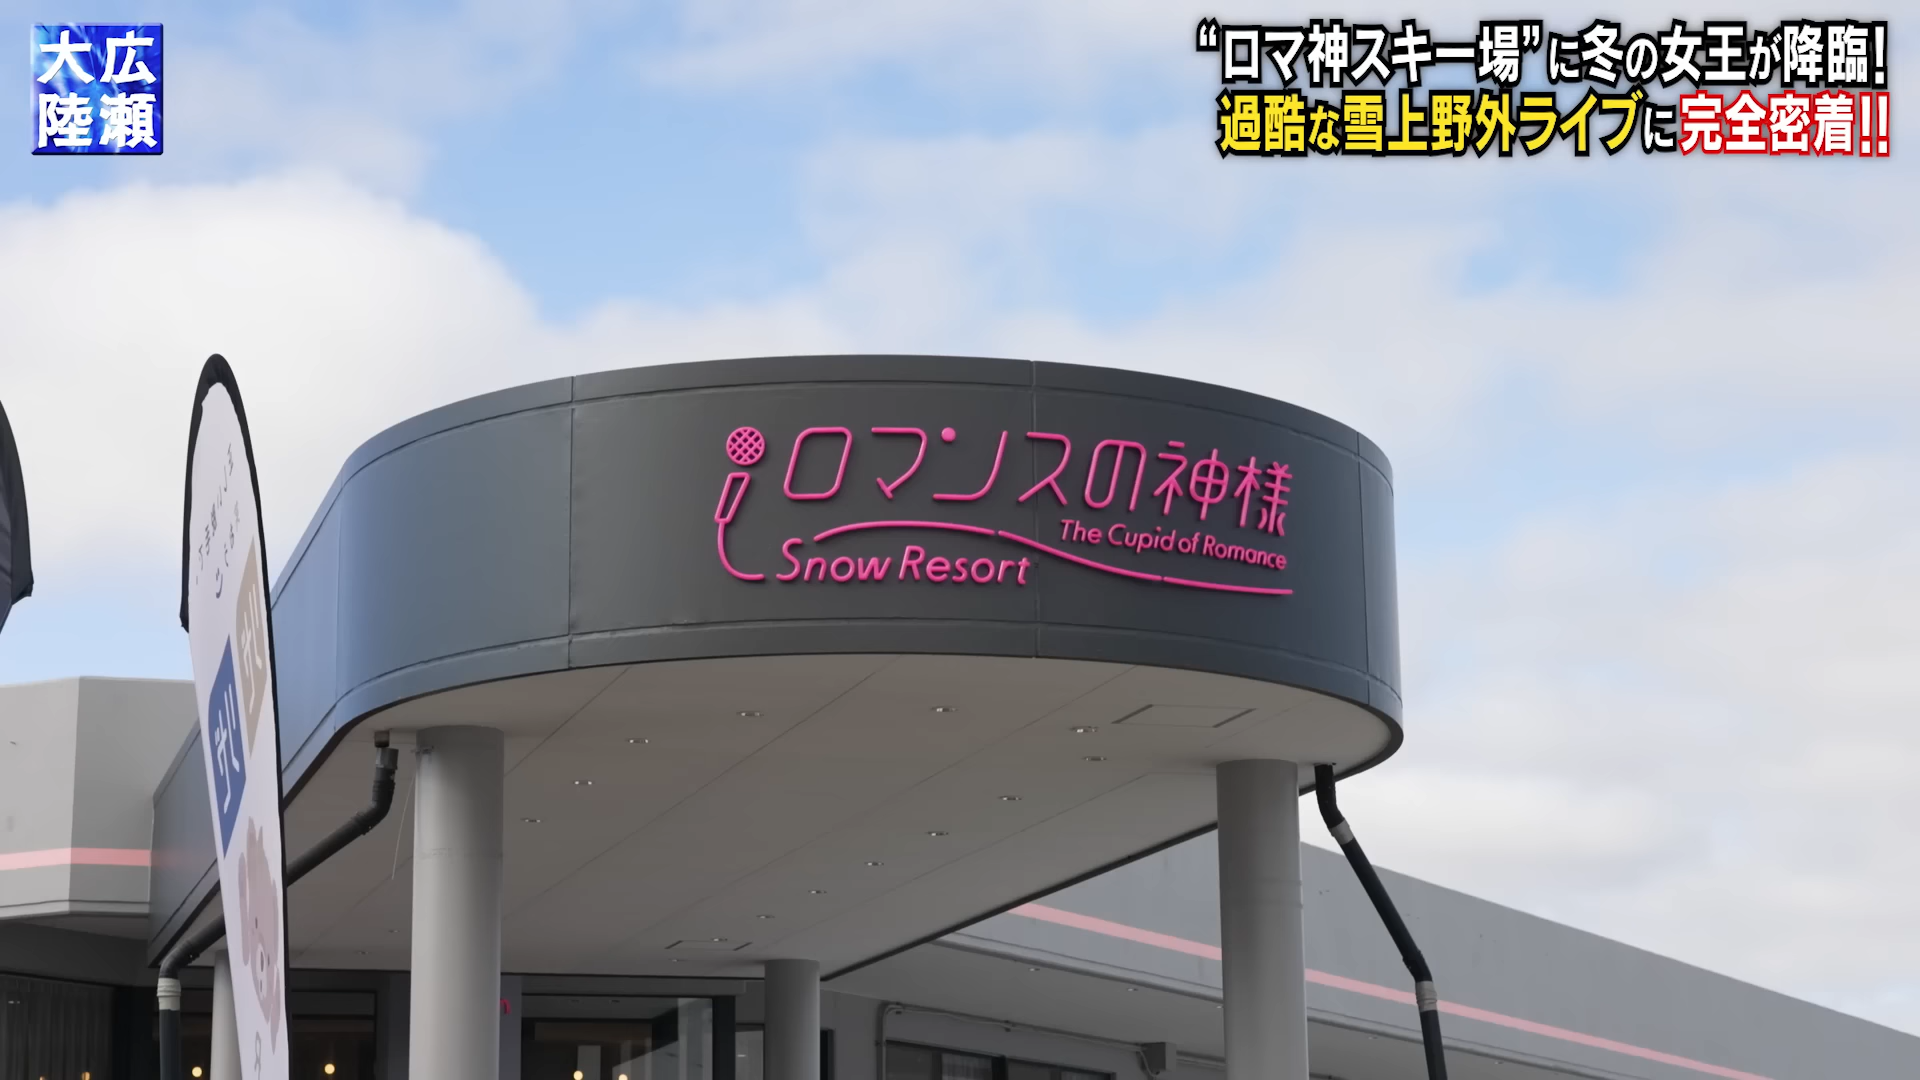 広瀬
大陸
“ロマ神スキー場”に冬の女王が降臨!
過酷な雪上野外ライブに完全密着!!
ロマンスの神様
The Cupid of Romance
Snow Resort